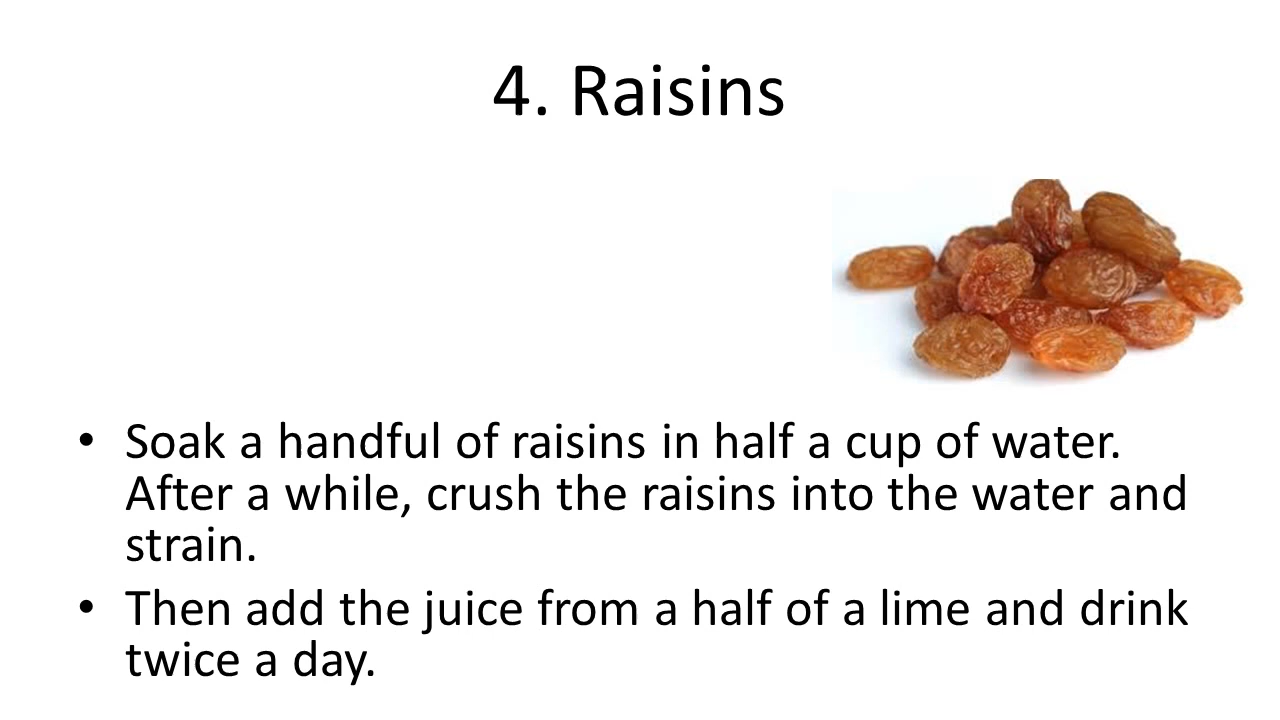 4. Raisins
• Soak a handful of raisins in half a cup of water.
After a while, crush the raisins into the water and
strain.
• Then add the juice from a half of a lime and drink
twice a day.